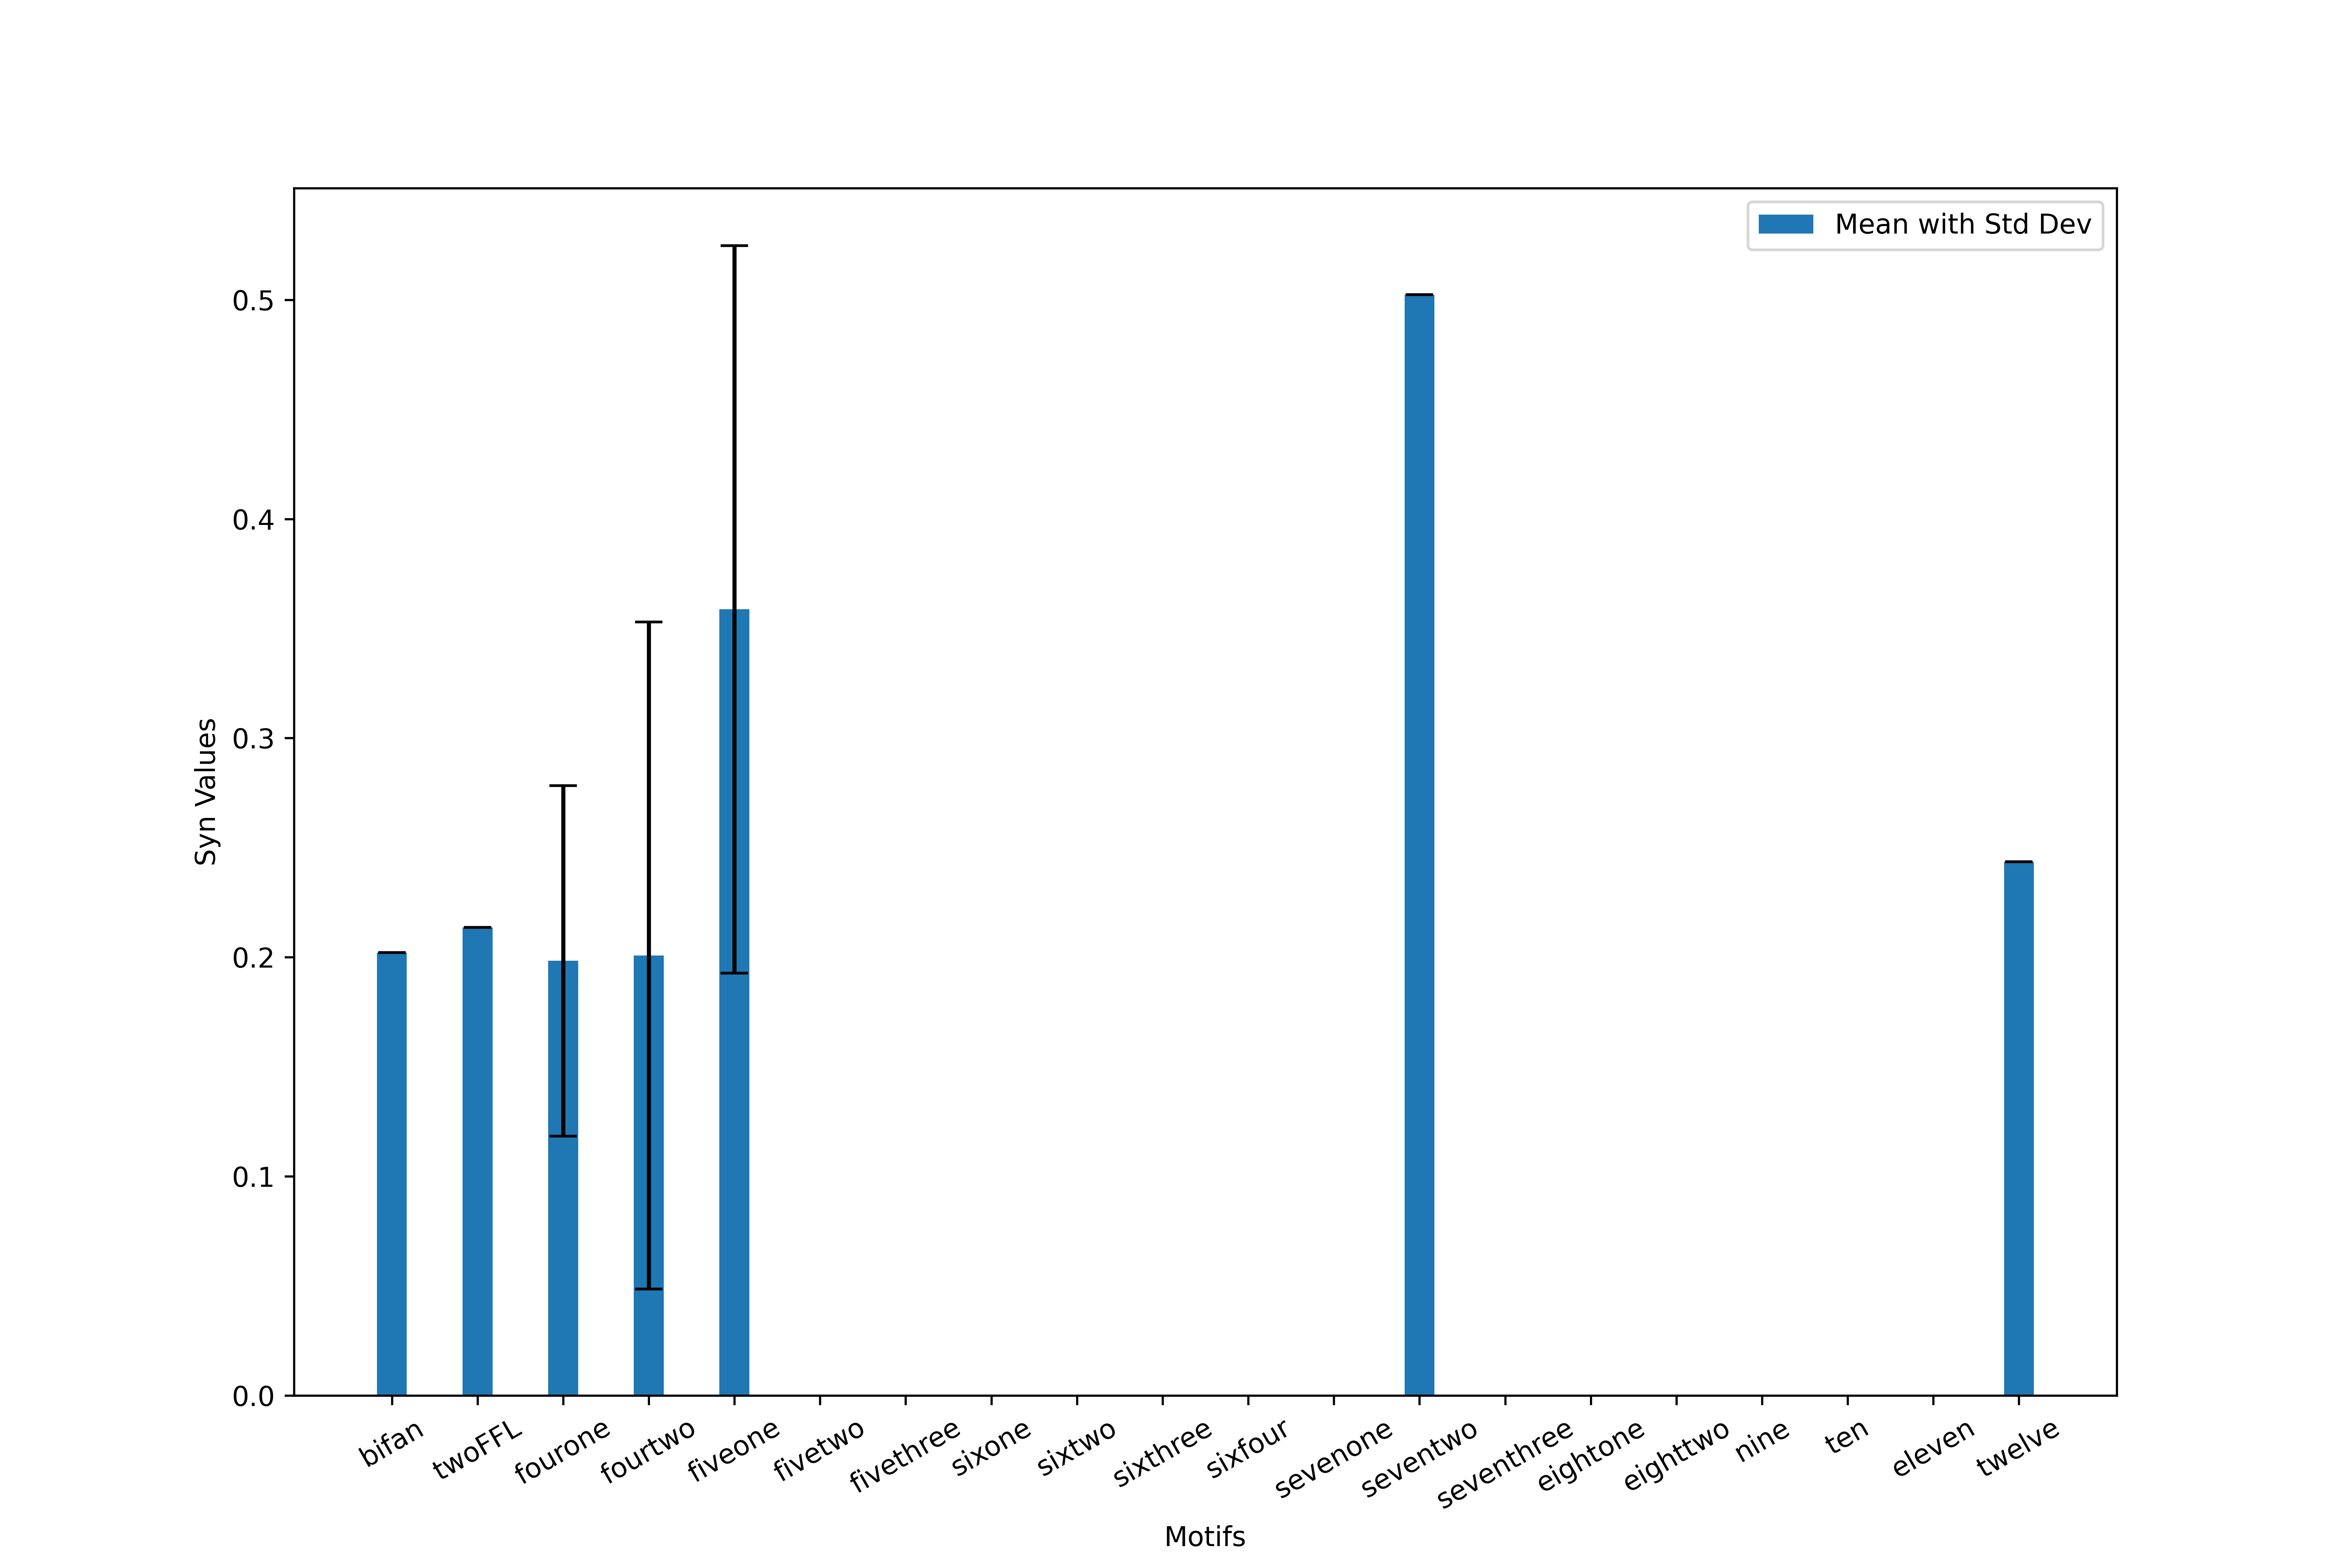 Mean with Std Dev
0.5
0.4
0.3
0.2
0.1
0.0
Syn Values
bifan
twoFFL
fourone
fourtwo
fiveone
fivetwo
fivethree
sixone
sixtwo
sixthree
sixfour
sevenone
seventwo
seventhree
eightone
eighttwo
nine
ten
eleven
twelve
Motifs